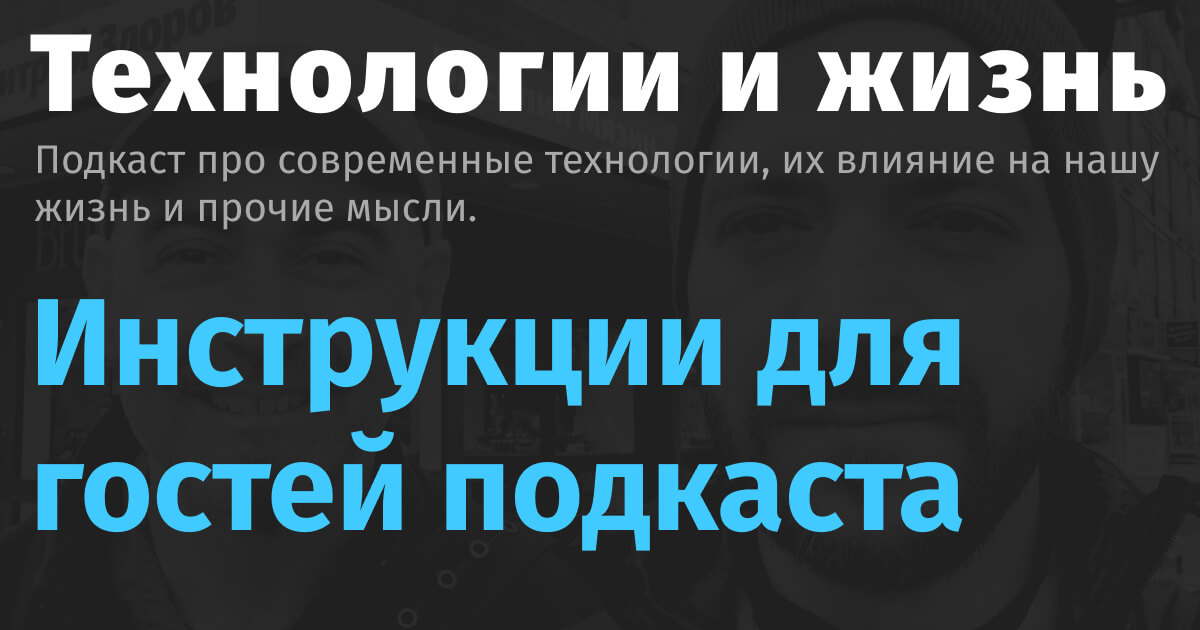 Технологии и жизнь
Подкаст про современные технологии, их влияние на нашу
жизнь и прочие мысли.
Инструкции для
гостей подкаста